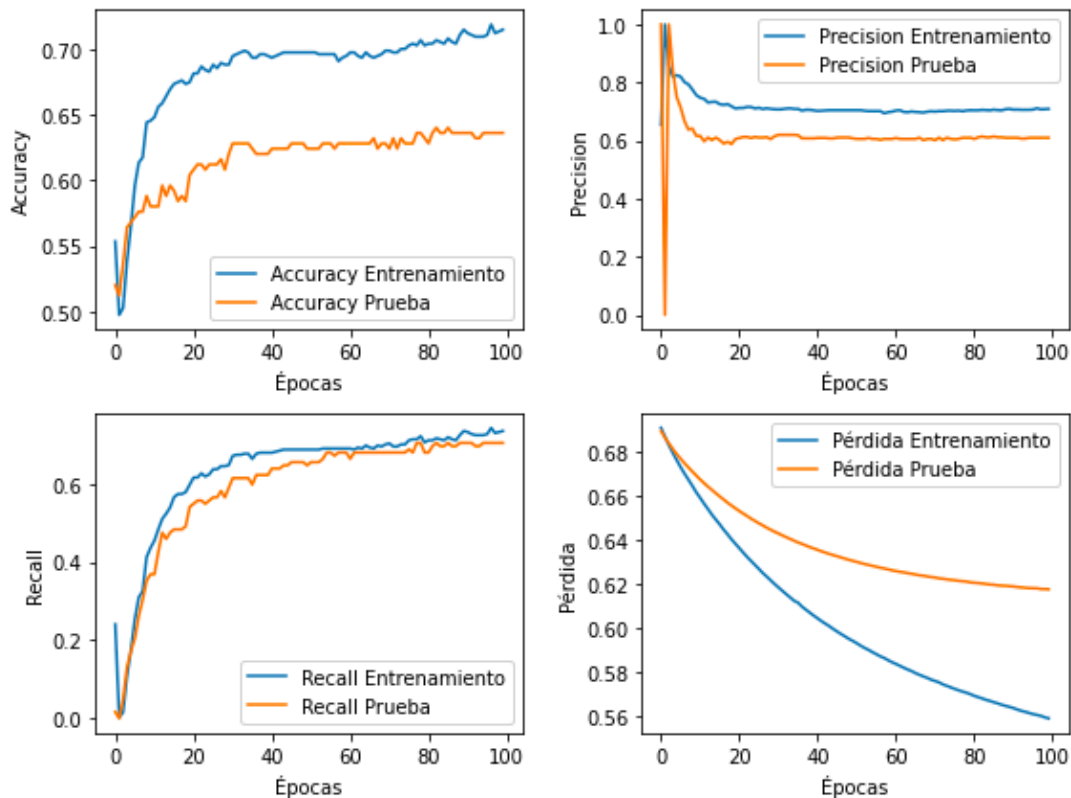 Accuracy
0.70
0.65
0.60
0.55
0.50
Accuracy Entrenamiento
Accuracy Prueba
0 20 40 60 80 100
Épocas
Precision
1.0
0.8
0.6
0.4
0.2
0.0
Precision Entrenamiento
Precision Prueba
0 20 40 60 80 100
Épocas
Recall
0.6
0.4
0.2
0.0
Recall Entrenamiento
Recall Prueba
0 20 40 60 80 100
Épocas
Pérdida
0.68
0.66
0.64
0.62
0.60
0.58
0.56
Pérdida Entrenamiento
Pérdida Prueba
0 20 40 60 80 100
Épocas